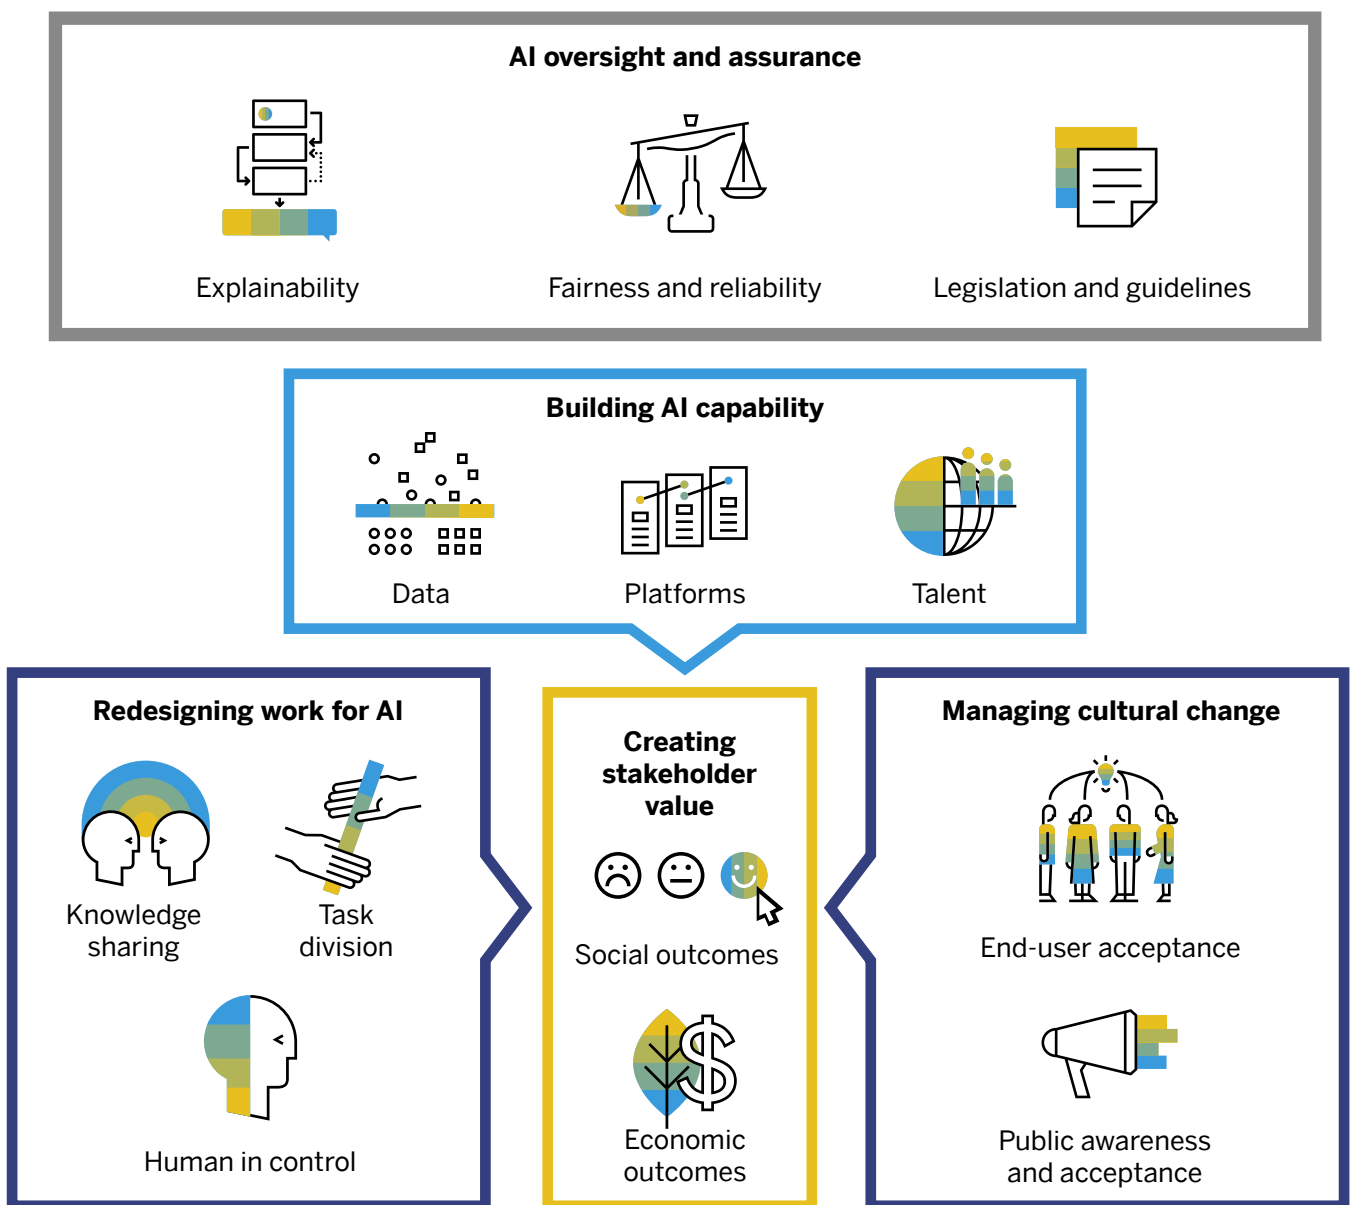 AI oversight and assurance
Explainability
Fairness and reliability
Legislation and guidelines
Building AI capability
Data
Platforms
Talent
Redesigning work for AI
Knowledge
sharing
Task
division
Human in control
Creating
stakeholder
value
Social outcomes
Economic
outcomes
Managing cultural change
End-user acceptance
Public awareness
and acceptance